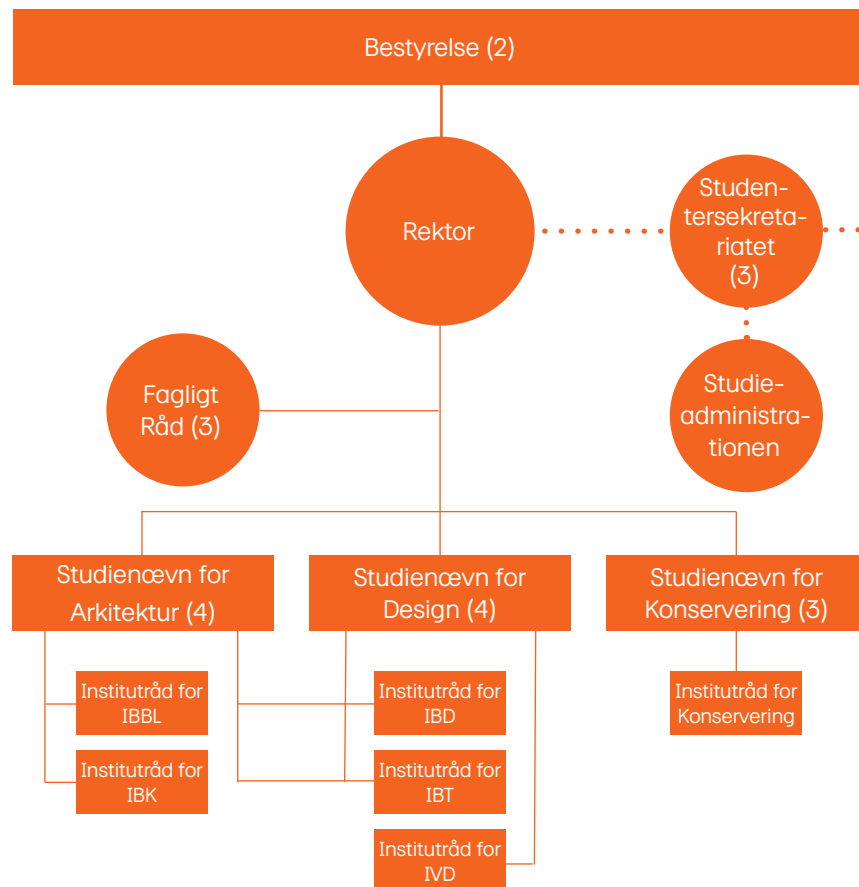 Bestyrelse (2)
Rektor
Studen-
tersekreta-
riatet
(3)
Fagligt
Råd (3)
Studie-
administra-
tionen
Studienævn for
Arkitektur (4)
Studienævn for
Design (4)
Studienævn for
Konservering (3)
Institutråd for
IBBL
Institutråd for
IBD
Institutråd for
Konservering
Institutråd for
IBK
Institutråd for
IBT
Institutråd for
IVD